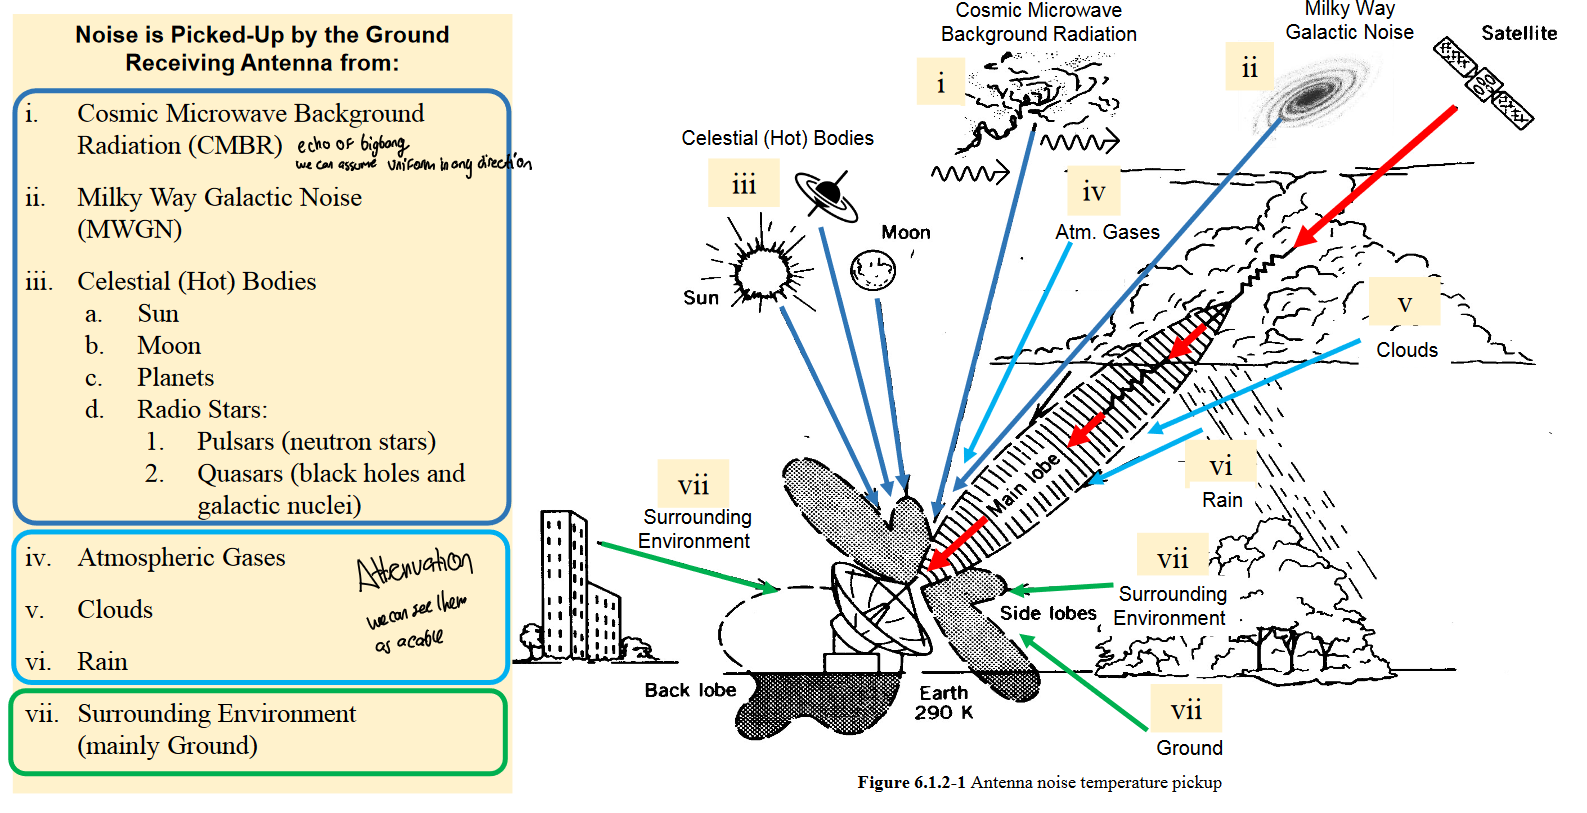 Noise is Picked-Up by the Ground
Receiving Antenna from:
i. Cosmic Microwave Background
Radiation (CMBR) echo of bigbang
we can assume uniform in any direction
ii. Milky Way Galactic Noise
(MWGN)
iii. Celestial (Hot) Bodies
a. Sun
b. Moon
c. Planets
d. Radio Stars:
1. Pulsars (neutron stars)
2. Quasars (black holes and
galactic nuclei)
iv. Atmospheric Gases
Attenuation
v. Clouds
we can see them
as a cable
vi. Rain
vii. Surrounding Environment
(mainly Ground)
Cosmic Microwave
Background Radiation
i
Milky Way
Galactic Noise
ii
Satellite
Celestial (Hot) Bodies
iii
iv
Atm. Gases
Moon
Sun
v
Clouds
vi
Rain
Main lobe
vii
Surrounding
Environment
vii
Surrounding
Environment
Side lobes
Back lobe
Earth
290 K
vii
Ground
Figure 6.1.2-1 Antenna noise temperature pickup